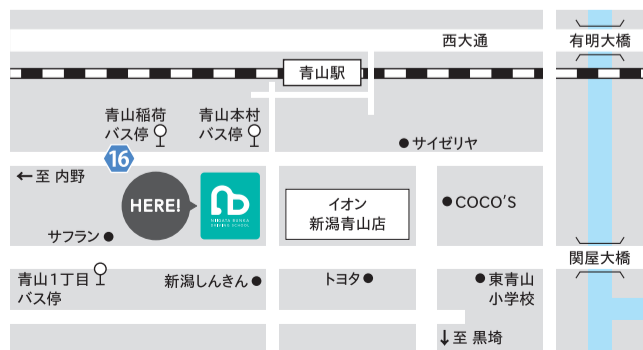 西大通
有明大橋
青山駅
青山稲荷
バス停
青山本村
バス停
サイゼリヤ
16
←至 内野
HERE!
NIIGATA BANKA
DRIVING SCHOOL
イオン
新潟青山店
COCO'S
サフラン
関屋大橋
青山1丁目
バス停
新潟しんきん
トヨタ
東青山
小学校
↓至 黒埼